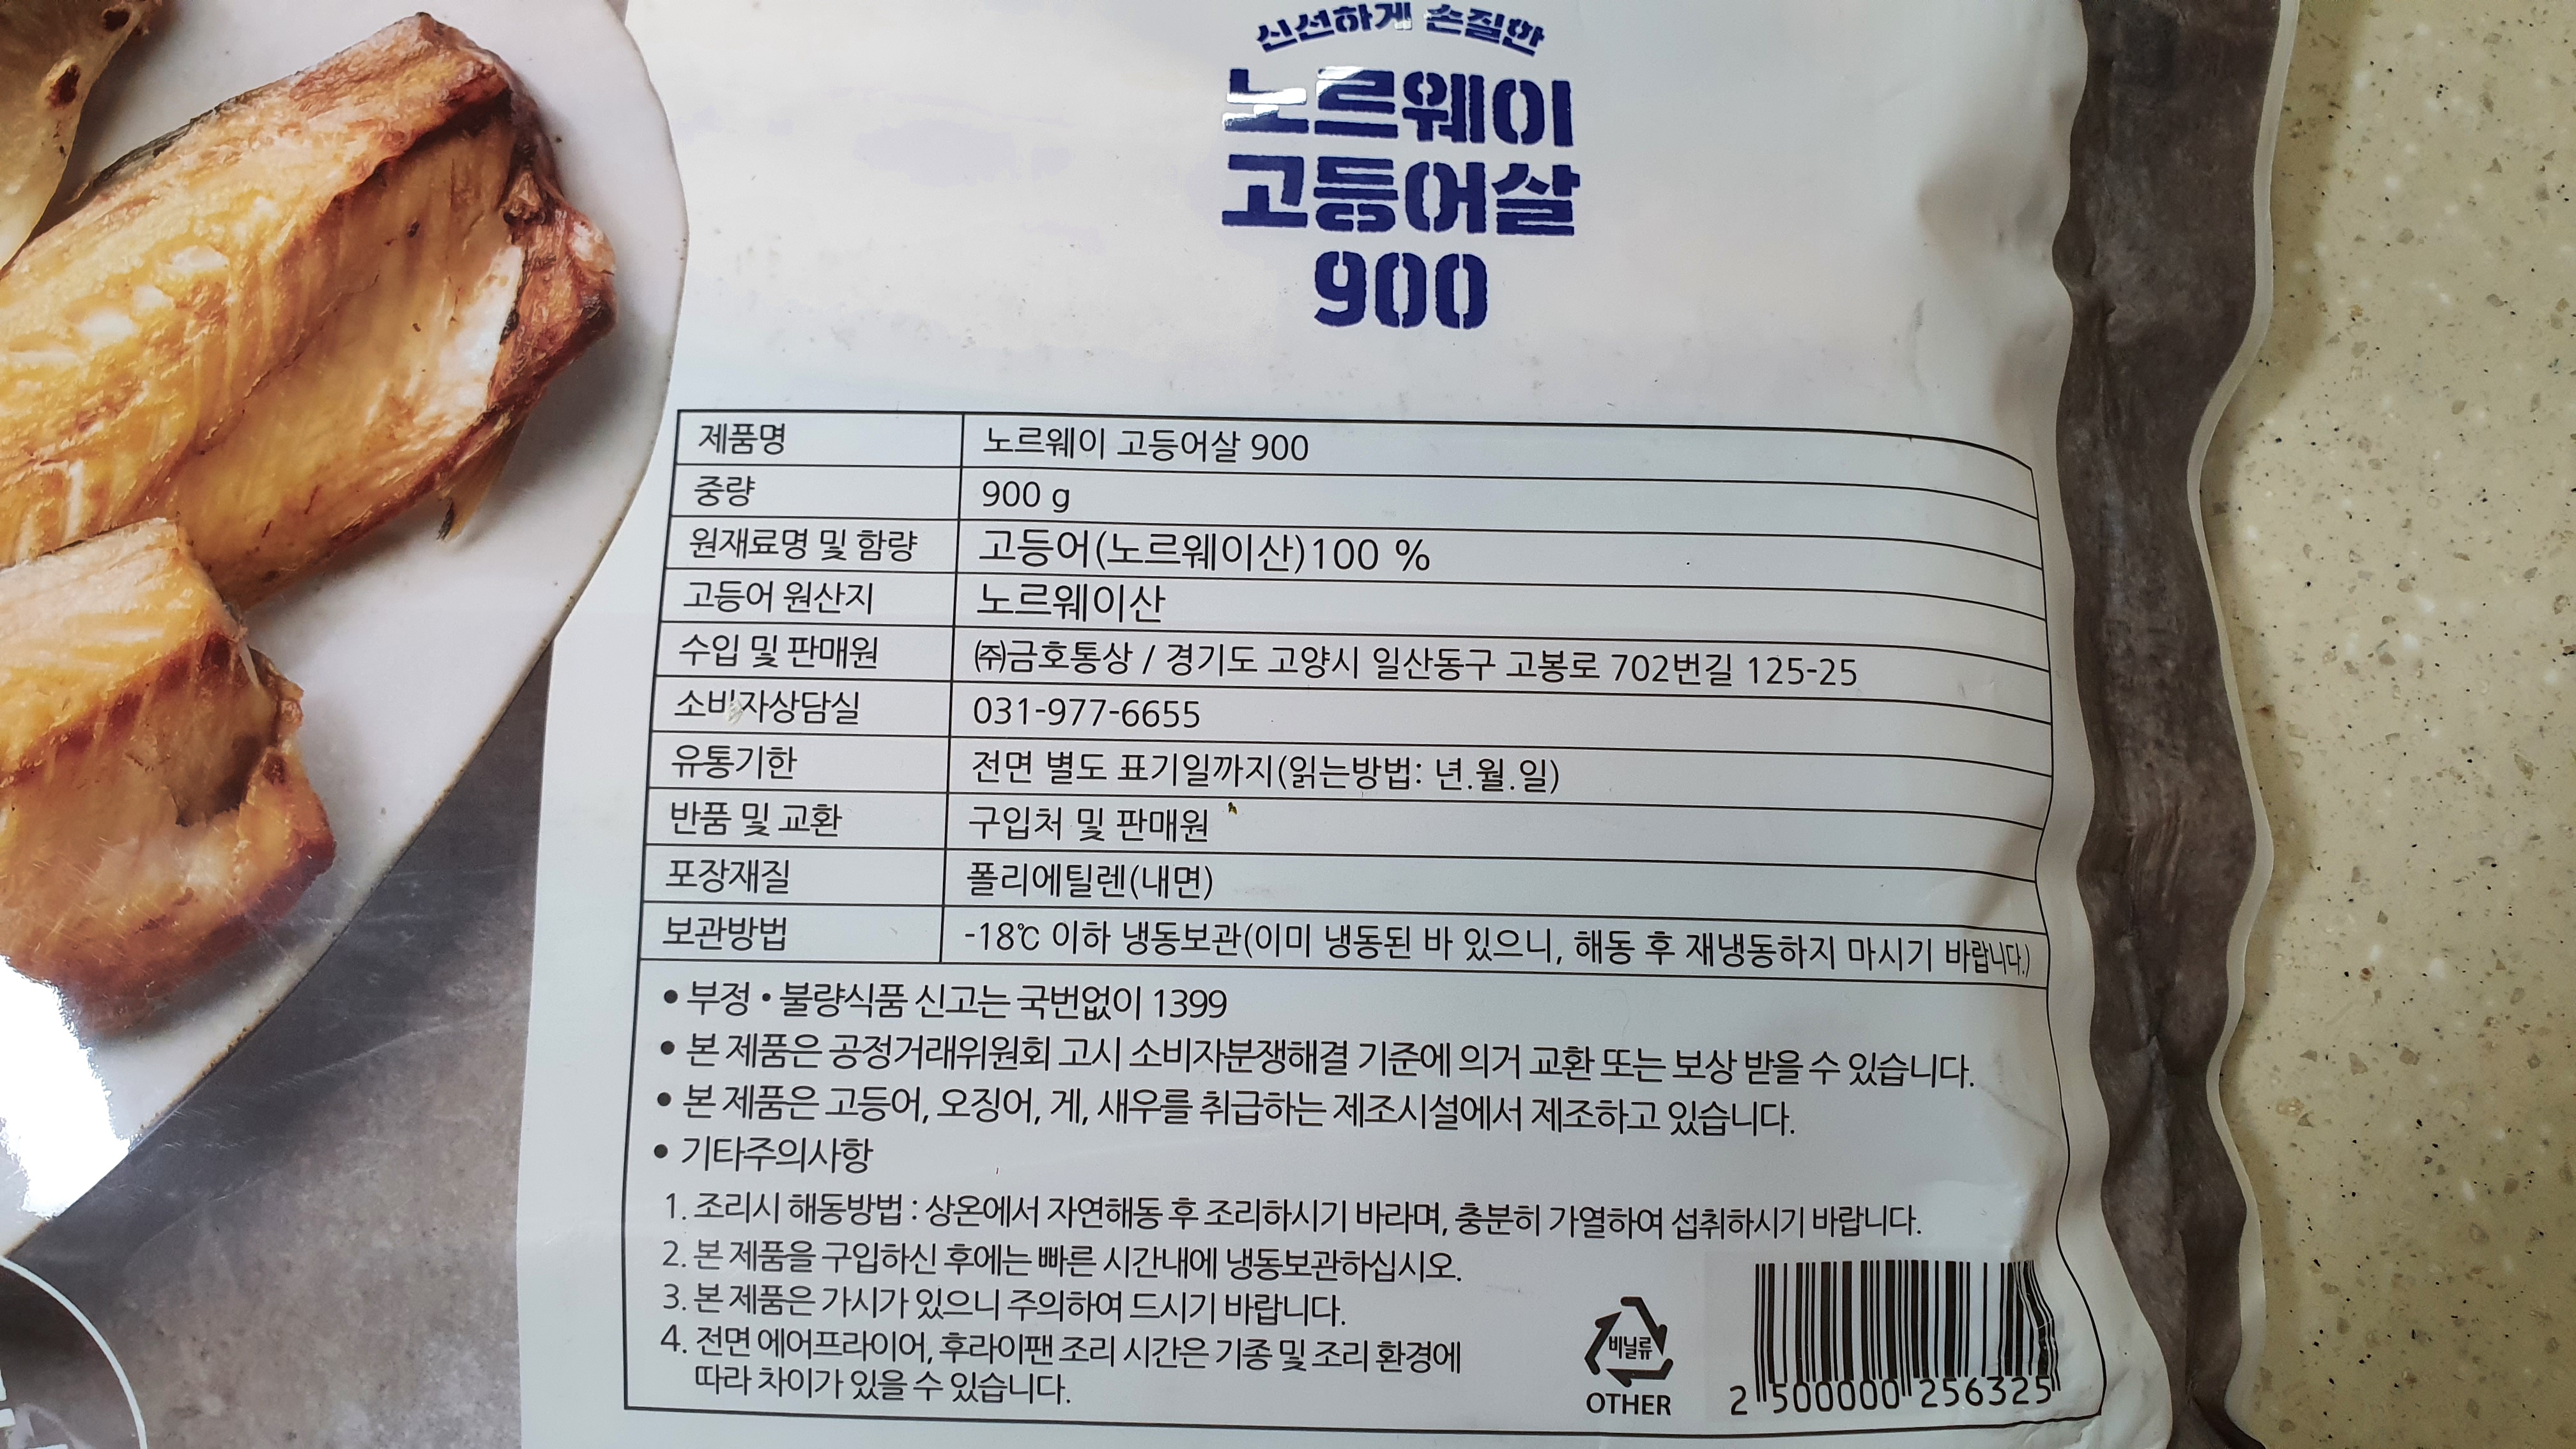 신선하게 손질한
노르웨이
고등어살
900
제품명 노르웨이 고등어살 900
중량 900 g
원재료명 및 함량 고등어(노르웨이산)100 %
고등어 원산지 노르웨이산
수입 및 판매원 ㈜금호통상 / 경기도 고양시 일산동구 고봉로 702번길 125-25
소비자상담실 031-977-6655
유통기한 전면 별도 표기일까지(읽는방법: 년.월.일)
반품 및 교환 구입처 및 판매원
포장재질 폴리에틸렌(내면)
보관방법 -18℃ 이하 냉동보관(이미 냉동된 바 있으니, 해동 후 재냉동하지 마시기 바랍니다.)
• 부정 • 불량식품 신고는 국번없이 1399
• 본 제품은 공정거래위원회 고시 소비자분쟁해결 기준에 의거 교환 또는 보상 받을 수 있습니다.
• 본 제품은 고등어, 오징어, 게, 새우를 취급하는 제조시설에서 제조하고 있습니다.
• 기타주의사항
1. 조리시 해동방법 : 상온에서 자연해동 후 조리하시기 바라며, 충분히 가열하여 섭취하시기 바랍니다.
2. 본 제품을 구입하신 후에는 빠른 시간내에 냉동보관하십시오.
3. 본 제품은 가시가 있으니 주의하여 드시기 바랍니다.
4. 전면 에어프라이어, 후라이팬 조리 시간은 기종 및 조리 환경에
따라 차이가 있을 수 있습니다.
비닐류
OTHER
2 500000 256325